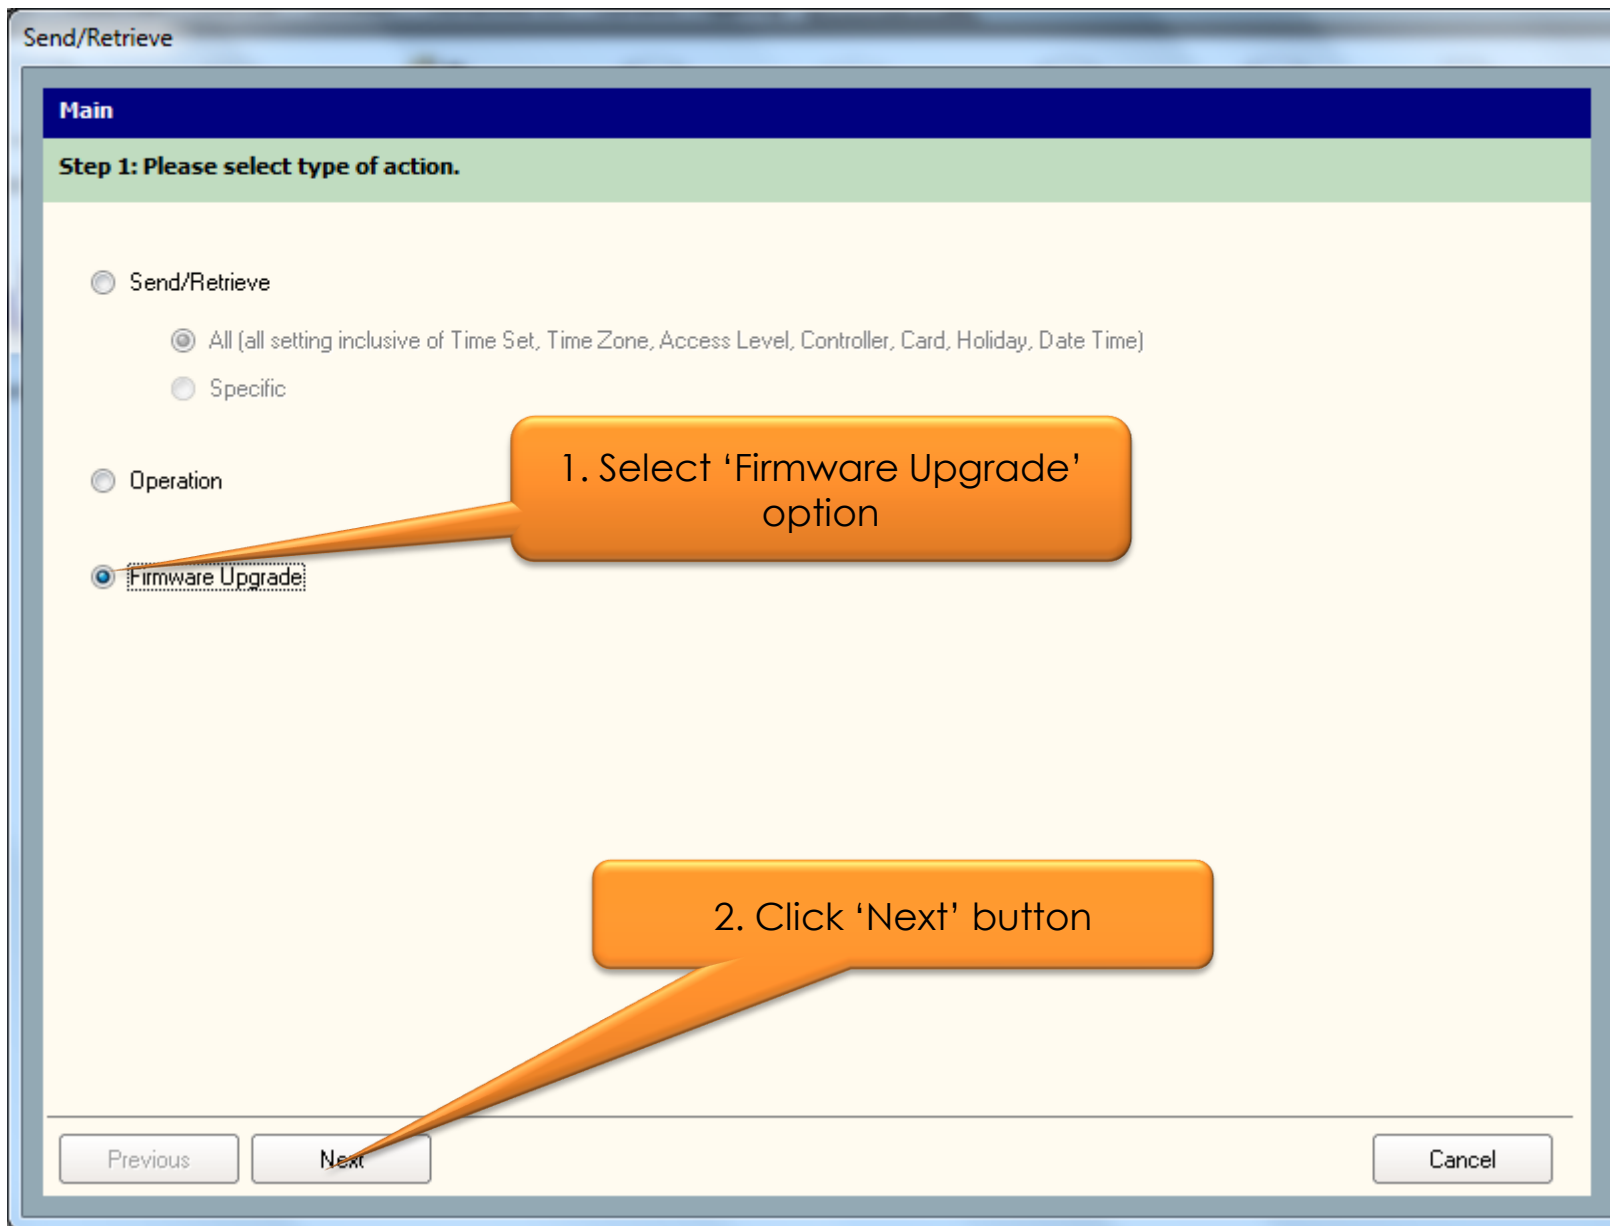 Send/Retrieve
Main
Step 1: Please select type of action.
Send/Retrieve
All (all setting inclusive of Time Set, Time Zone, Access Level, Controller, Card, Holiday, Date Time)
Specific
1. Select ‘Firmware Upgrade’
option
Operation
Firmware Upgrade
2. Click ‘Next’ button
Previous
Next
Cancel